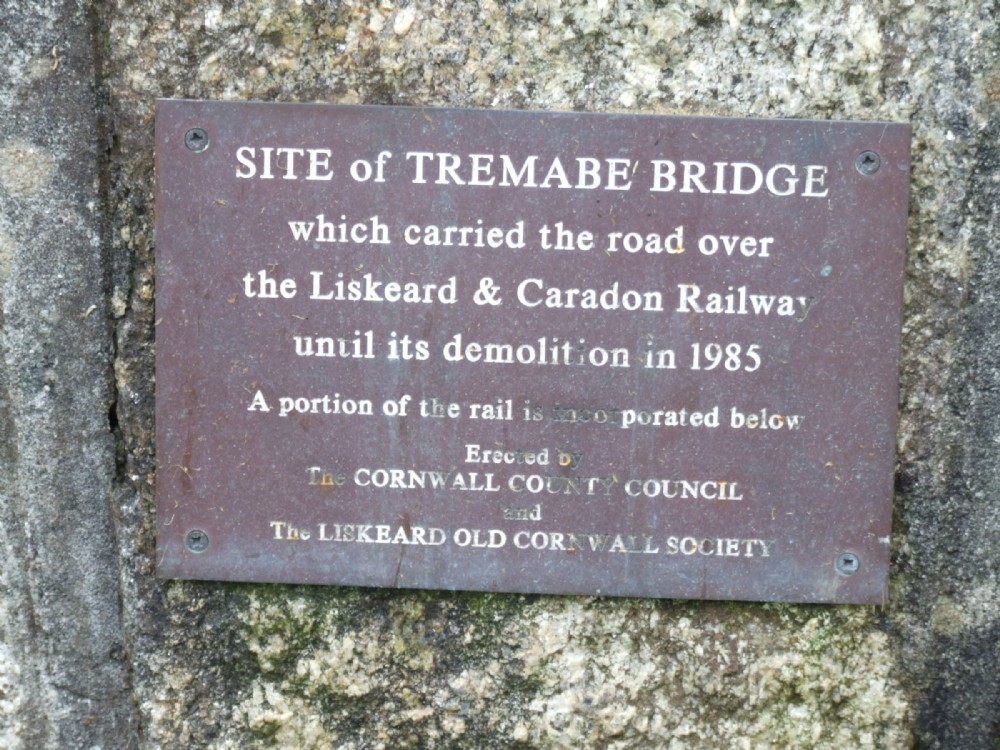 SITE of TREMABE BRIDGE
which carried the road over
the Liskeard & Caradon Railway
until its demolition in 1985
A portion of the rail is incorporated below
Erected by
The CORNWALL COUNTY COUNCIL
and
The LISKEARD OLD CORNWALL SOCIETY